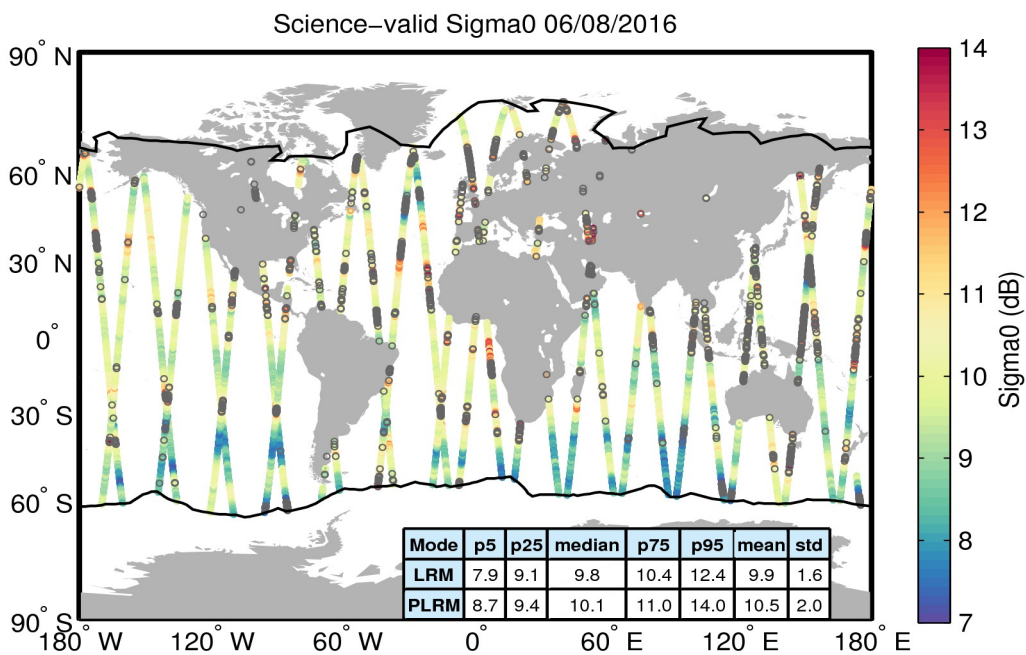 Science−valid Sigma0 06/08/2016
90° N
60° N
30° N
0°
30° S
60° S
90° S
180° W 120° W 60° W 0° 60° E 120° E 180° E
14
13
12
11
10
9
8
7
Sigma0 (dB)
Mode p5 p25 median p75 p95 mean std
LRM 7.9 9.1 9.8 10.4 12.4 9.9 1.6
PLRM 8.7 9.4 10.1 11.0 14.0 10.5 2.0